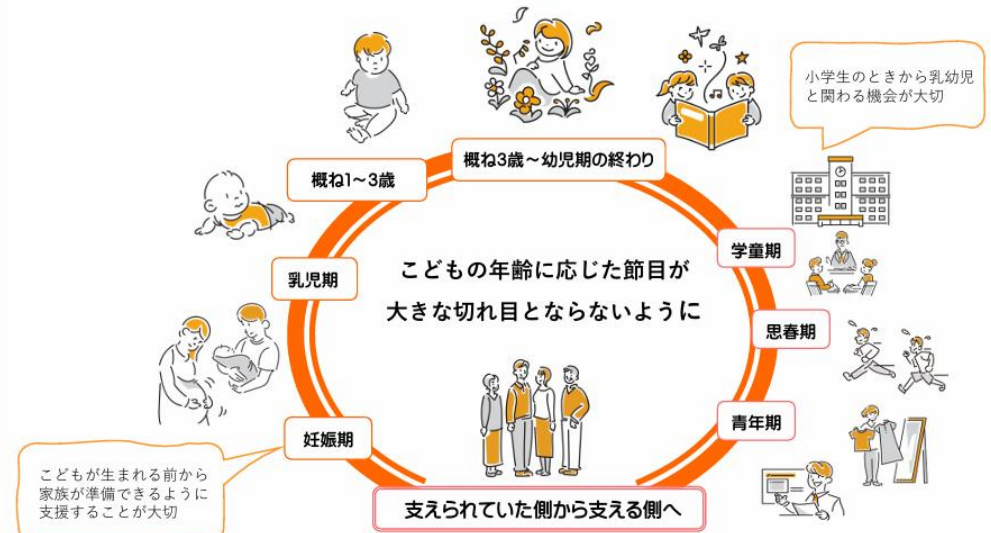 小学生のときから乳幼児
と関わる機会が大切
概ね3歳～幼児期の終わり
概ね1～3歳
学童期
こどもの年齢に応じた節目が
大きな切れ目とならないように
乳児期
思春期
青年期
妊娠期
こどもが生まれる前から
家族が準備できるように
支援することが大切
支えられていた側から支える側へ